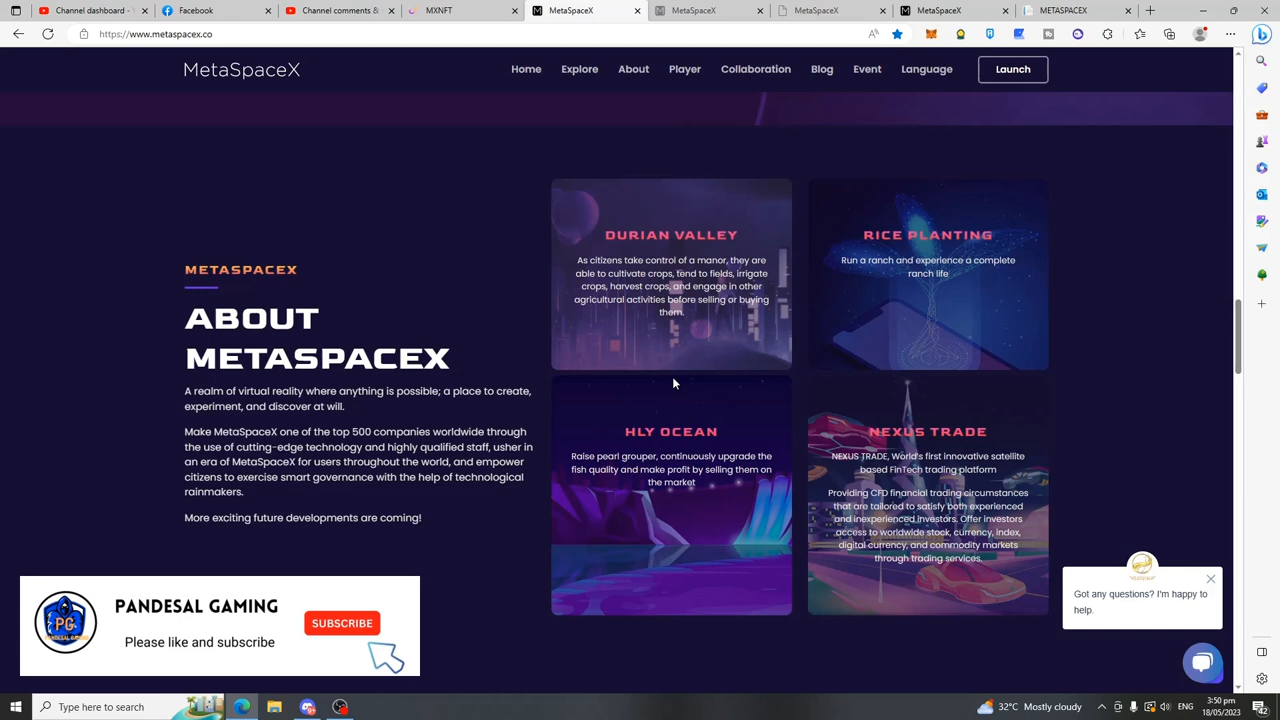 YouTube
Channel dashboard -
Facebook
Channel comments &
MXNFT
MetaSpaceX
MetaSpaceX
MetaSpaceX
MetaSpaceX
METASPACEX
https://www.metaspacex.co
MetaSpaceX
Home
Explore
About
Player
Collaboration
Blog
Event
Language
Launch
METASPACEX
ABOUT
METASPACEX
A realm of virtual reality where anything is possible; a place to create,
experiment, and discover at will.
Make MetaSpaceX one of the top 500 companies worldwide through
the use of cutting-edge technology and highly qualified staff, usher in
an era of MetaSpaceX for users throughout the world, and empower
citizens to exercise smart governance with the help of technological
rainmakers.
More exciting future developments are coming!
DURIAN VALLEY
As citizens take control of a manor, they are
able to cultivate crops, tend to fields, irrigate
crops, harvest crops, and engage in other
agricultural activities before selling or buying
them.
RICE PLANTING
Run a ranch and experience a complete
ranch life
HLY OCEAN
Raise pearl grouper, continuously upgrade the
fish quality and make profit by selling them on
the market
NEXUS TRADE
NEXUS TRADE, World's first innovative satellite
based FinTech trading platform
Providing CFD financial trading circumstances
that are tailored to satisfy both experienced
and inexperienced investors. Offer investors
access to worldwide stock, currency, index,
digital currency, and commodity markets
through trading services.
Got any questions? I'm happy to
help.
PG
PANDESAL GAMING
PANDESAL GAMING
Please like and subscribe
SUBSCRIBE
Type here to search
32°C Mostly cloudy
ENG
3:50 pm
18/05/2023
42